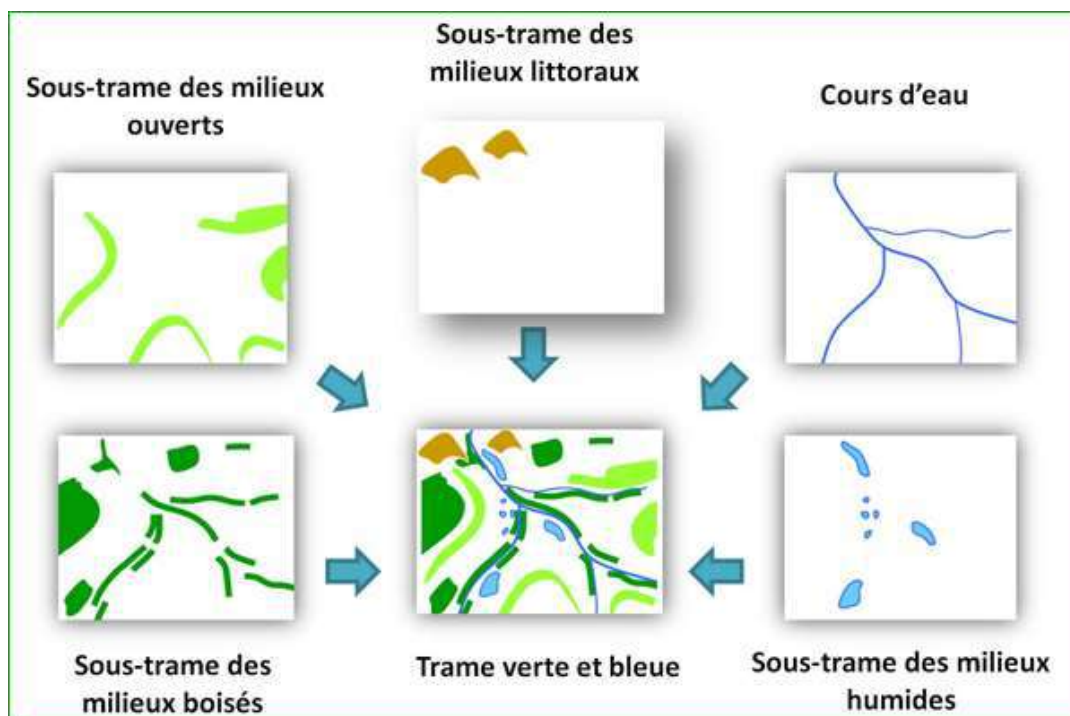 Sous-trame des milieux
ouverts
Sous-trame des
milieux littoraux
Cours d'eau
Sous-trame des
milieux boisés
Trame verte et bleue
Sous-trame des milieux
humides